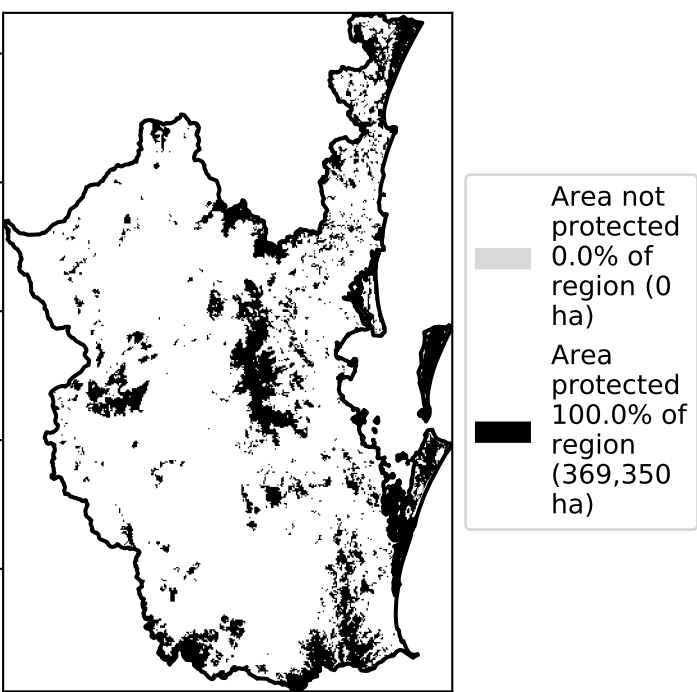 Area not
protected
0.0% of
region (0
ha)
Area
protected
100.0% of
region
(369,350
ha)